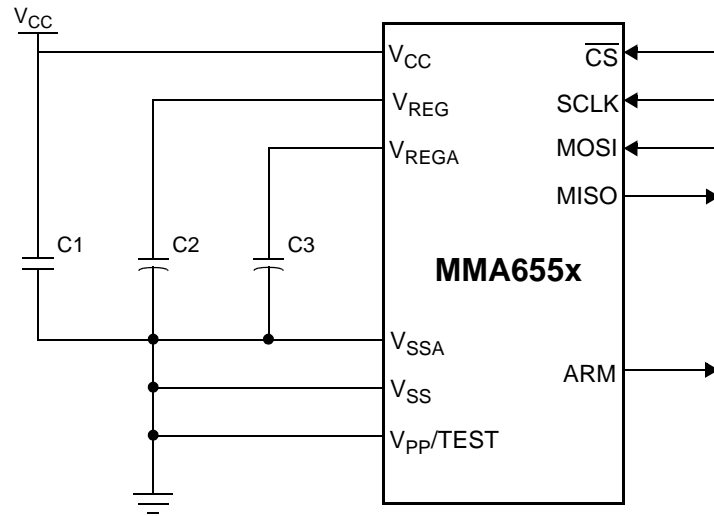 VCC
VCC
CS
VREG
SCLK
VREGA
MOSI
MISO
C1
C2
C3
MMA655x
VSSA
ARM
VSS
VPP/TEST